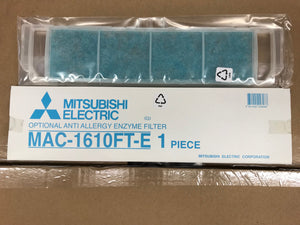 MITSUBISHI
ELECTRIC
OPTIONAL ANTI ALLERGY ENZYME FILTER
MAC-1610FT-E 1 PIECE
MITSUBISHI ELECTRIC CORPORATION